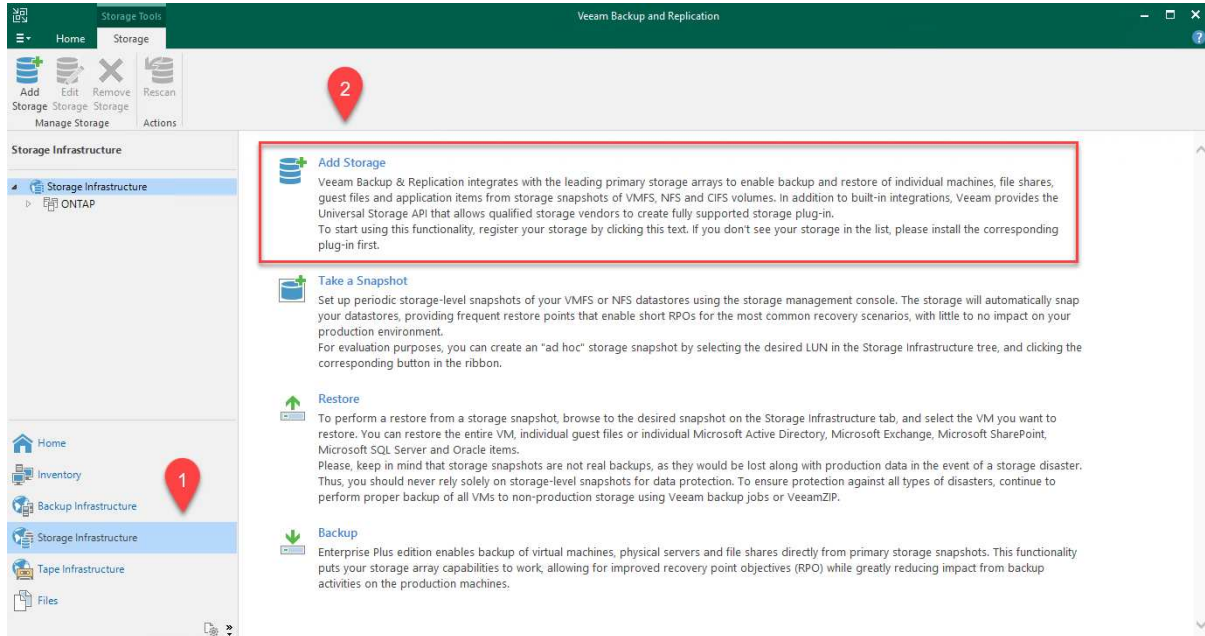 Storage Tools
Veeam Backup and Replication
Home Storage
Add Edit Remove Rescan
Storage Storage Storage
Manage Storage Actions
2
Storage Infrastructure
Storage Infrastructure
ONTAP
Add Storage
Veeam Backup & Replication integrates with the leading primary storage arrays to enable backup and restore of individual machines, file shares,
guest files and application items from storage snapshots of VMFS, NFS and CIFS volumes. In addition to built-in integrations, Veeam provides the
Universal Storage API that allows qualified storage vendors to create fully supported storage plug-in.
To start using this functionality, register your storage by clicking this text. If you don't see your storage in the list, please install the corresponding
plug-in first.
Take a Snapshot
Set up periodic storage-level snapshots of your VMFS or NFS datastores using the storage management console. The storage will automatically snap
your datastores, providing frequent restore points that enable short RPOs for the most common recovery scenarios, with little to no impact on your
production environment.
For evaluation purposes, you can create an "ad hoc" storage snapshot by selecting the desired LUN in the Storage Infrastructure tree, and clicking the
corresponding button in the ribbon.
Restore
To perform a restore from a storage snapshot, browse to the desired snapshot on the Storage Infrastructure tab, and select the VM you want to
restore. You can restore the entire VM, individual guest files or individual Microsoft Active Directory, Microsoft Exchange, Microsoft SharePoint,
Microsoft SQL Server and Oracle items.
Please, keep in mind that storage snapshots are not real backups, as they would be lost along with production data in the event of a storage disaster.
Thus, you should never rely solely on storage-level snapshots for data protection. To ensure protection against all types of disasters, continue to
perform proper backup of all VMs to non-production storage using Veeam backup jobs or VeeamZIP.
Backup
Enterprise Plus edition enables backup of virtual machines, physical servers and file shares directly from primary storage snapshots. This functionality
puts your storage array capabilities to work, allowing for improved recovery point objectives (RPO) while greatly reducing impact from backup
activities on the production machines.
Home
Inventory
1
Backup Infrastructure
Storage Infrastructure
Tape Infrastructure
Files